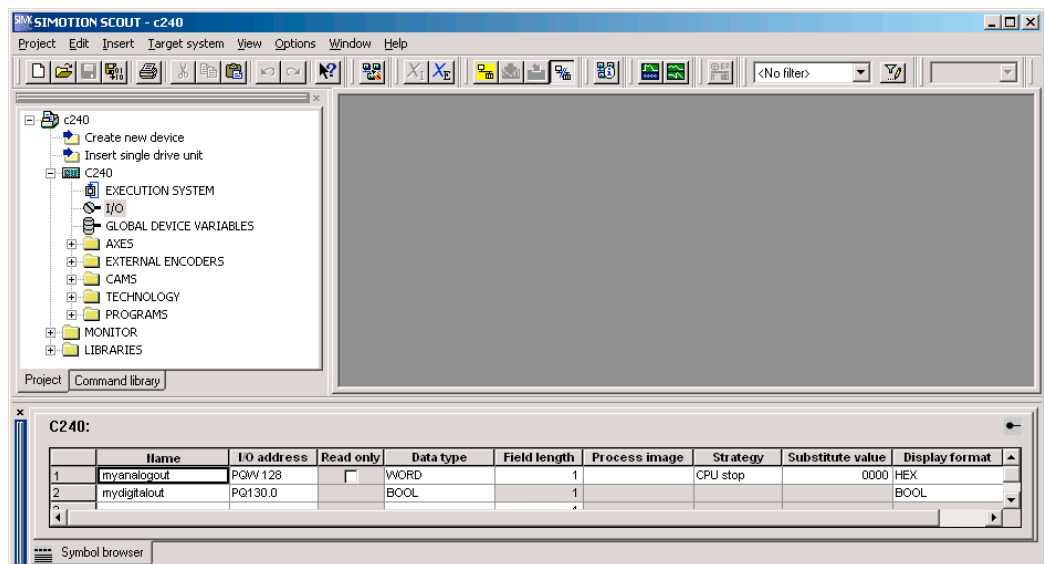 SIMOTION SCOUT - c240
Project Edit Insert Target system View Options Window Help
<No filter>
c240
Create new device
Insert single drive unit
C240
EXECUTION SYSTEM
I/O
GLOBAL DEVICE VARIABLES
AXES
EXTERNAL ENCODERS
CAMS
TECHNOLOGY
PROGRAMS
MONITOR
LIBRARIES
Project Command library
C240:
Name I/O address Read only Data type Field length Process image Strategy Substitute value Display format
1 myanalogout PQW 128 WORD 1 CPU stop 0000 HEX
2 mydigitalout PQ130.0 BOOL 1 BOOL
Symbol browser